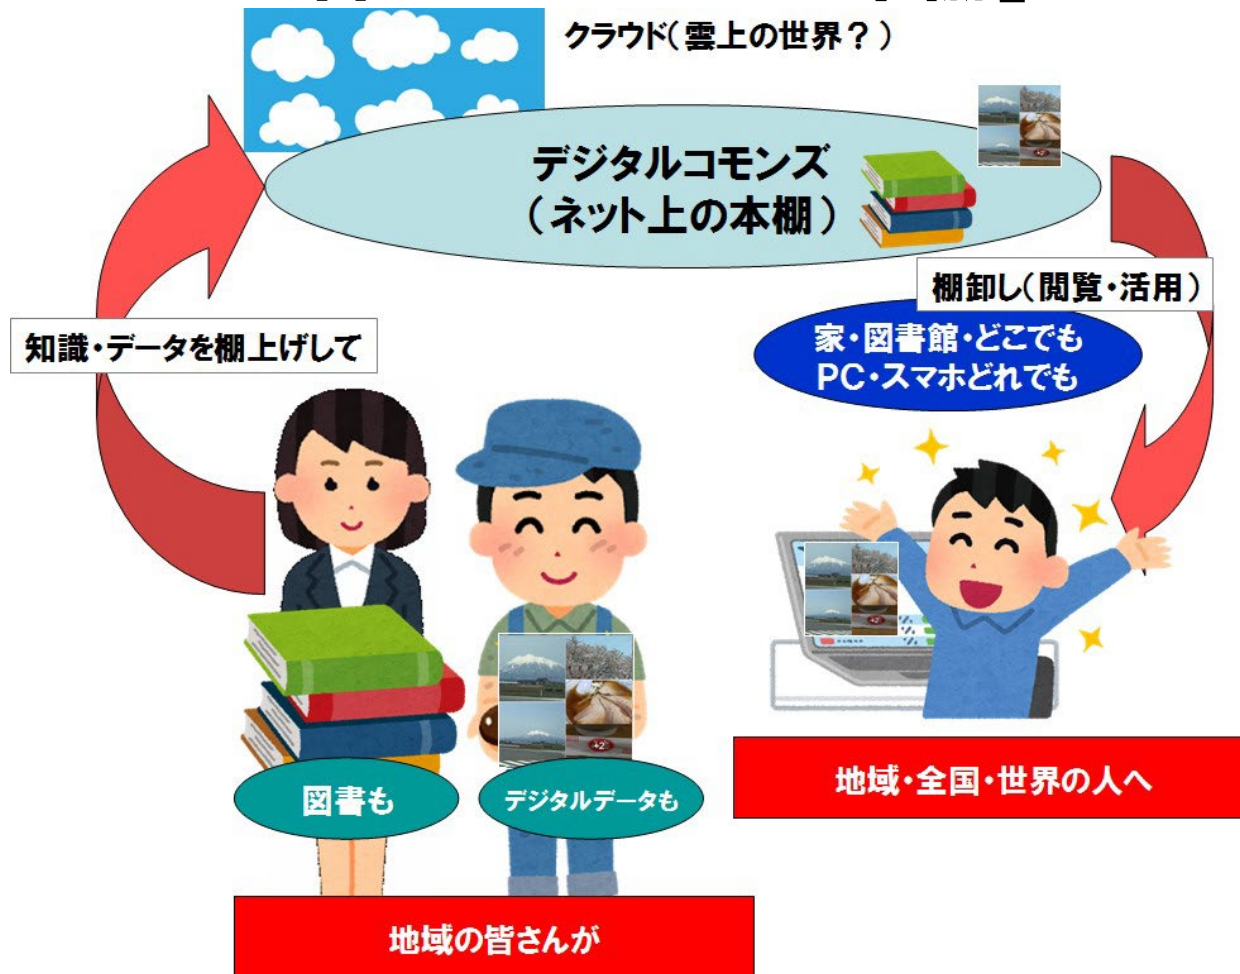 クラウド（雲上の世界？）
デジタルコモンズ
（ネット上の本棚）
棚卸し（閲覧・活用）
知識・データを棚上げして
家・図書館・どこでも
PC・スマホどれでも
図書も
デジタルデータも
地域・全国・世界の人へ
地域の皆さんが